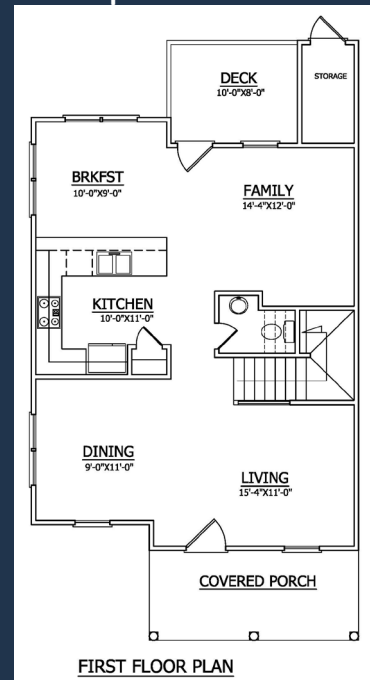 DECK
10'-0"X8'-0"
STORAGE
BRKFST
10'-0"X9'-0"
FAMILY
14'-4"X12'-0"
KITCHEN
10'-0"X11'-0"
DINING
9'-0"X11'-0"
LIVING
15'-4"X11'-0"
COVERED PORCH
FIRST FLOOR PLAN